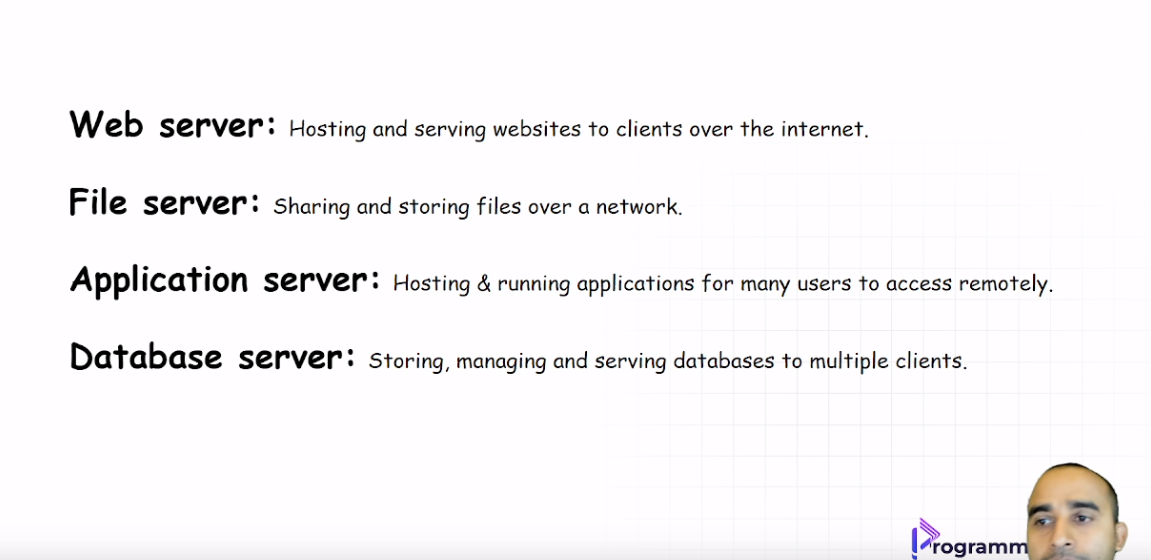 Web server: Hosting and serving websites to clients over the internet.
File server: Sharing and storing files over a network.
Application server: Hosting & running applications for many users to access remotely.
Database server: Storing, managing and serving databases to multiple clients.